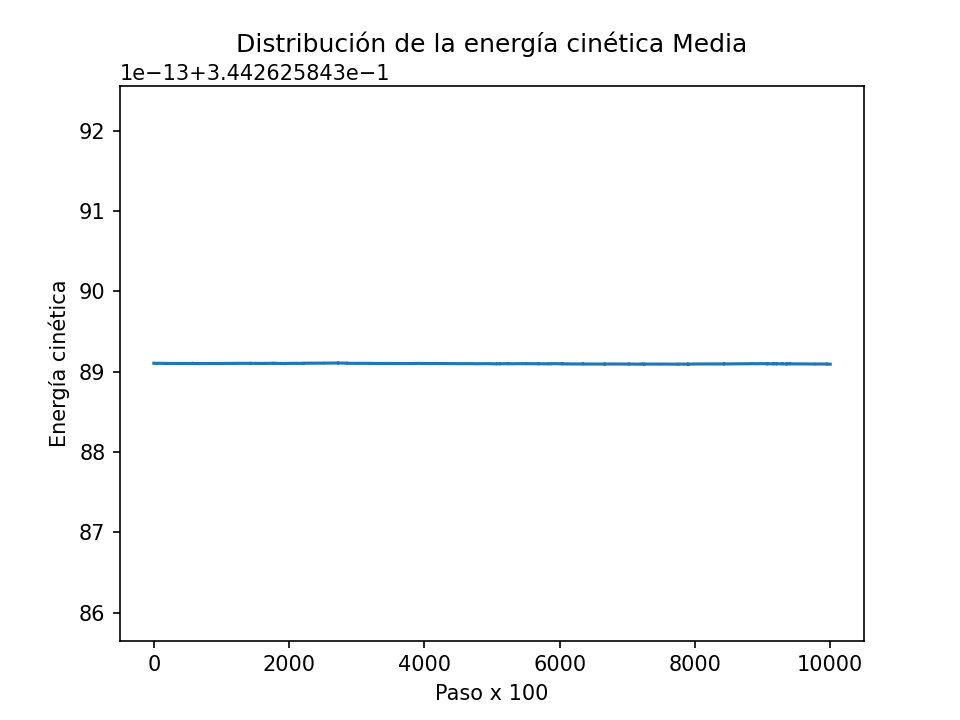 Distribución de la energía cinética Media
1e−13+3.442625843e−1
92
91
90
89
88
87
86
Energía cinética
0 2000 4000 6000 8000 10000
Paso x 100